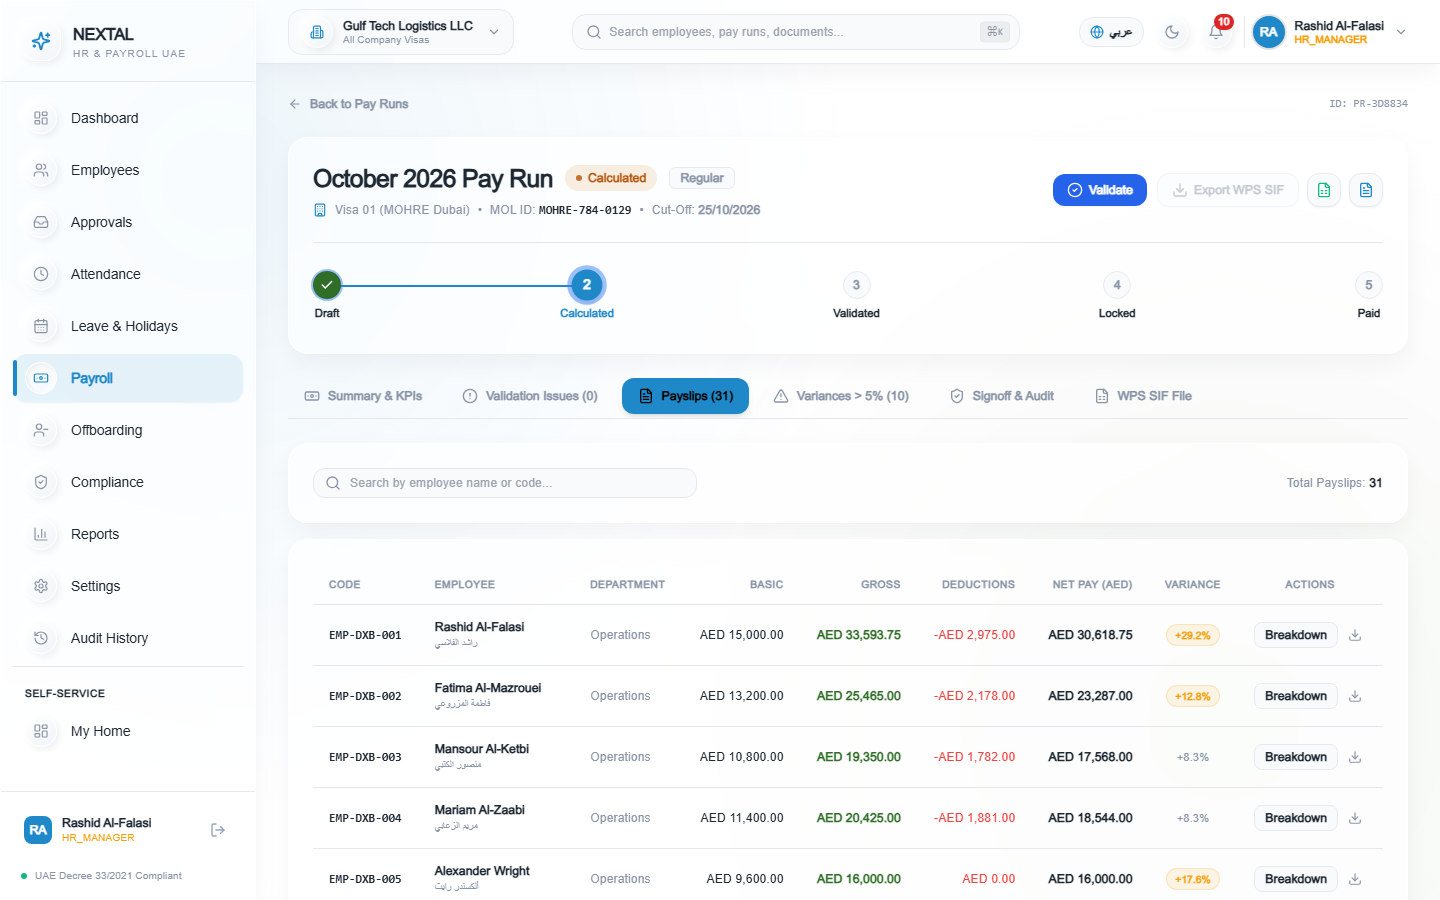 NEXTAL
HR & PAYROLL UAE
Gulf Tech Logistics LLC
All Company Visas
Search employees, pay runs, documents...
⌘K
عربي
10
RA
Rashid Al-Falasi
HR_MANAGER
Dashboard
Employees
Approvals
Attendance
Leave & Holidays
Payroll
Offboarding
Compliance
Reports
Settings
Audit History
SELF-SERVICE
My Home
RA
Rashid Al-Falasi
HR_MANAGER
UAE Decree 33/2021 Compliant
Back to Pay Runs
ID: PR-3D8834
October 2026 Pay Run
Calculated
Regular
Visa 01 (MOHRE Dubai) • MOL ID: MOHRE-784-0129 • Cut-Off: 25/10/2026
Validate
Export WPS SIF
2
3
4
5
Draft
Calculated
Validated
Locked
Paid
Summary & KPIs
Validation Issues (0)
Payslips (31)
Variances > 5% (10)
Signoff & Audit
WPS SIF File
Search by employee name or code...
Total Payslips: 31
CODE EMPLOYEE DEPARTMENT BASIC GROSS DEDUCTIONS NET PAY (AED) VARIANCE ACTIONS
EMP-DXB-001 Rashid Al-Falasi Operations AED 15,000.00 AED 33,593.75 -AED 2,975.00 AED 30,618.75 +29.2% Breakdown
راشد الفلاسي
EMP-DXB-002 Fatima Al-Mazrouei Operations AED 13,200.00 AED 25,465.00 -AED 2,178.00 AED 23,287.00 +12.8% Breakdown
فاطمة المزروعي
EMP-DXB-003 Mansour Al-Ketbi Operations AED 10,800.00 AED 19,350.00 -AED 1,782.00 AED 17,568.00 +8.3% Breakdown
منصور الكتبي
EMP-DXB-004 Mariam Al-Zaabi Operations AED 11,400.00 AED 20,425.00 -AED 1,881.00 AED 18,544.00 +8.3% Breakdown
مريم الزعابي
EMP-DXB-005 Alexander Wright Operations AED 9,600.00 AED 16,000.00 AED 0.00 AED 16,000.00 +17.6% Breakdown
ألكسندر رايت